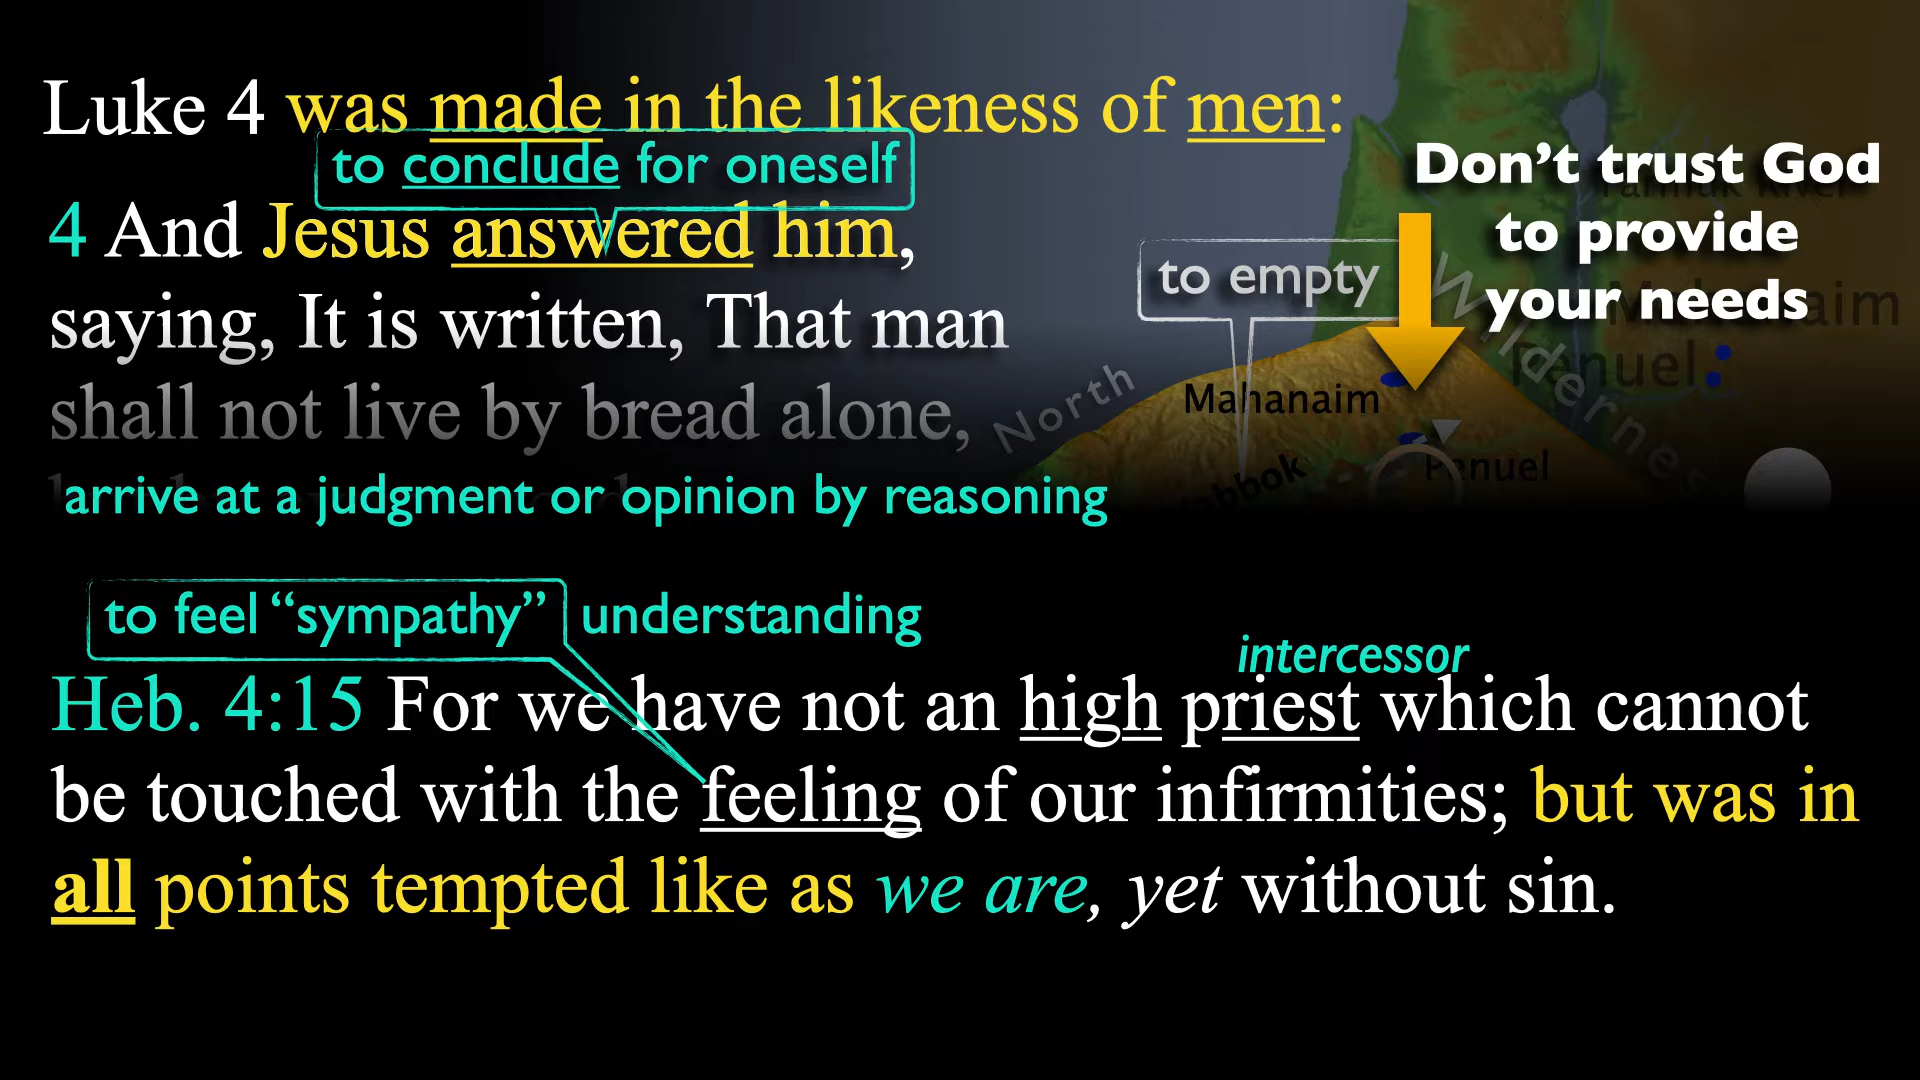 Luke 4 was made in the likeness of men:
to conclude for oneself
4 And Jesus answered him,
saying, It is written, That man
shall not live by bread alone,
arrive at a judgment or opinion by reasoning
Don’t trust God
to provide
your needs
to empty
North
Wilderness
Mahanaim
Mahanaim
Penuel
Penuel
Jabbok
to feel “sympathy” understanding
intercessor
Heb. 4:15 For we have not an high priest which cannot
be touched with the feeling of our infirmities; but was in
all points tempted like as we are, yet without sin.